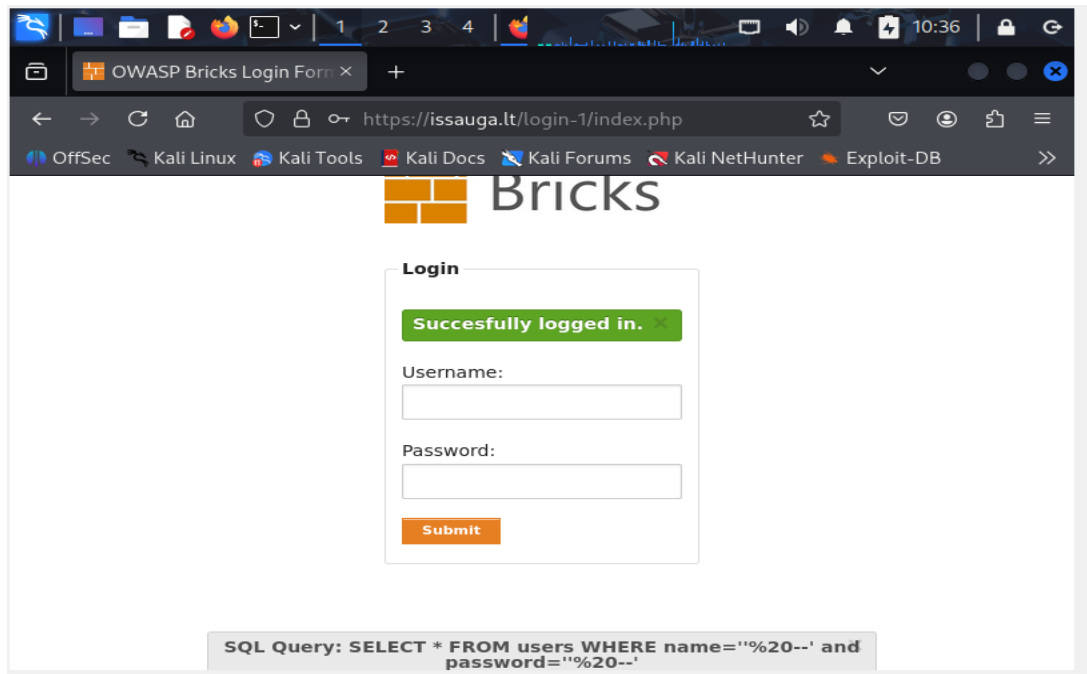 1 2 3 4 10:36
OWASP Bricks Login Form
https://issauga.lt/login-1/index.php
OffSec Kali Linux Kali Tools Kali Docs Kali Forums Kali NetHunter Exploit-DB
Bricks
Login
Succesfully logged in.
Username:
Password:
Submit
SQL Query: SELECT * FROM users WHERE name=''%20--' and
password=''%20--'